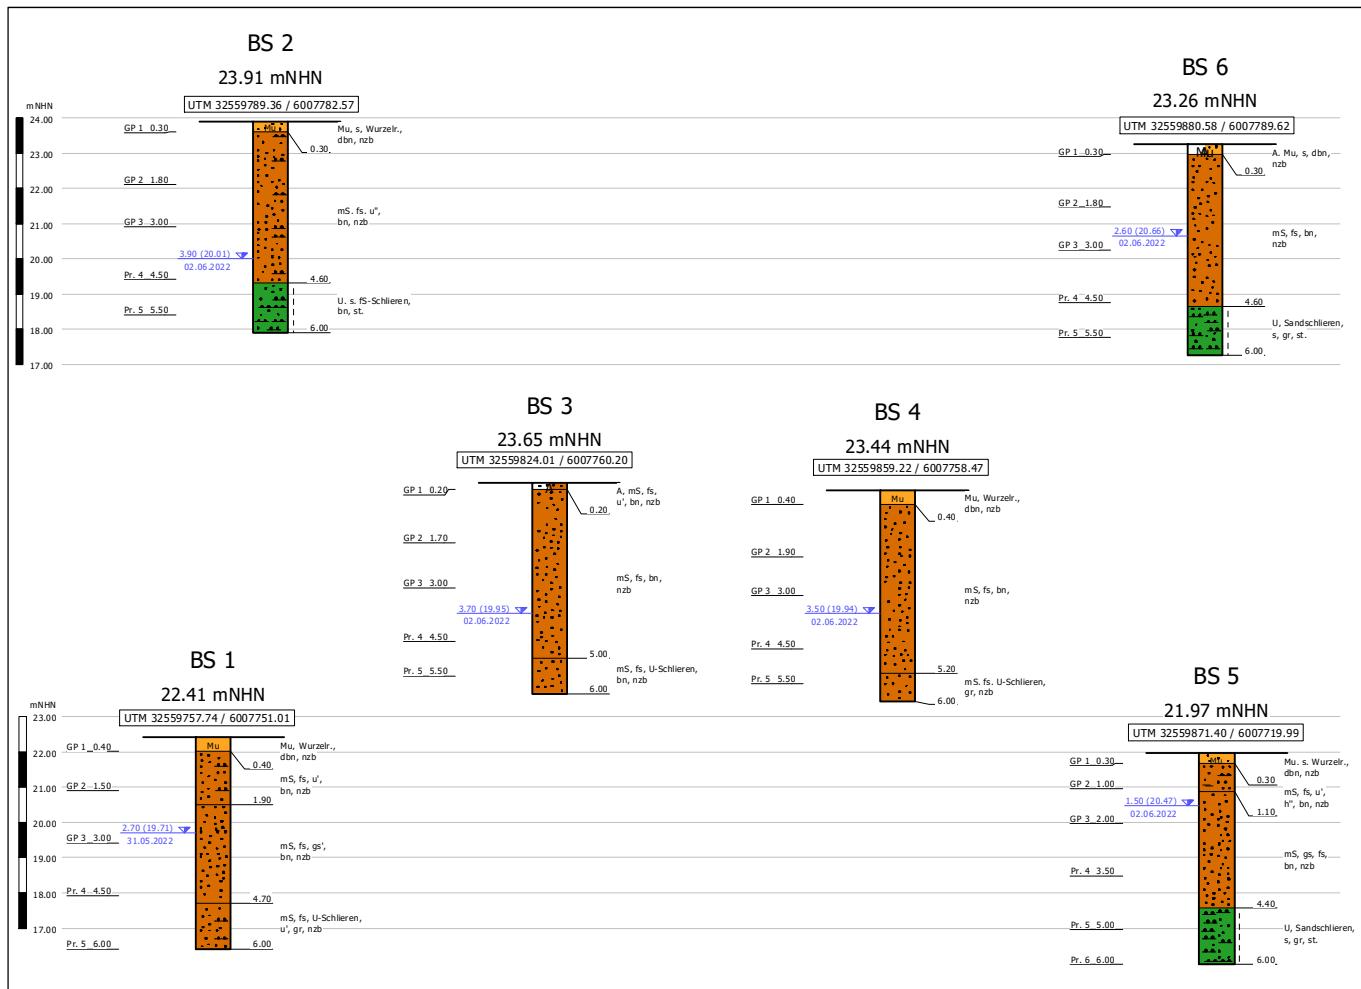 BS 2
23.91 mNHN
UTM 32559789.36 / 6007782.57
mNHN
24.00
23.00
22.00
21.00
20.00
19.00
18.00
17.00
GP 1 0.30
GP 2 1.80
GP 3 3.00
3.90 (20.01)
02.06.2022
Pr. 4 4.50
Pr. 5 5.50
Mu
Mu, s, Wurzelr.,
dbn, nzb
0.30
mS. fs. u",
bn, nzb
4.60
U. s. fS-Schlieren,
bn, st.
6.00
BS 6
23.26 mNHN
UTM 32559880.58 / 6007789.62
GP 1 0.30
GP 2 1.80
2.60 (20.66)
02.06.2022
GP 3 3.00
Pr. 4 4.50
Pr. 5 5.50
Mu
A. Mu, s, dbn,
nzb
0.30
mS, fs, bn,
nzb
4.60
U, Sandschlieren,
s, gr, st.
6.00
BS 3
23.65 mNHN
UTM 32559824.01 / 6007760.20
GP 1 0.20
GP 2 1.70
GP 3 3.00
3.70 (19.95)
02.06.2022
Pr. 4 4.50
Pr. 5 5.50
A
A, mS, fs,
u', bn, nzb
0.20
mS, fs, bn,
nzb
5.00
mS, fs, U-Schlieren,
bn, nzb
6.00
BS 4
23.44 mNHN
UTM 32559859.22 / 6007758.47
GP 1 0.40
GP 2 1.90
GP 3 3.00
3.50 (19.94)
02.06.2022
Pr. 4 4.50
Pr. 5 5.50
Mu
Mu, Wurzelr.,
dbn, nzb
0.40
mS, fs, bn,
nzb
5.20
mS. fs. U-Schlieren,
gr, nzb
6.00
BS 1
22.41 mNHN
UTM 32559757.74 / 6007751.01
mNHN
23.00
22.00
21.00
20.00
19.00
18.00
17.00
GP 1 0.40
GP 2 1.50
2.70 (19.71)
31.05.2022
GP 3 3.00
Pr. 4 4.50
Pr. 5 6.00
Mu
Mu, Wurzelr.,
dbn, nzb
0.40
mS, fs, u',
bn, nzb
1.90
mS, fs, gs',
bn, nzb
4.70
mS, fs, U-Schlieren,
u', gr, nzb
6.00
BS 5
21.97 mNHN
UTM 32559871.40 / 6007719.99
GP 1 0.30
GP 2 1.00
1.50 (20.47)
02.06.2022
GP 3 2.00
Pr. 4 3.50
Pr. 5 5.00
Pr. 6 6.00
Mu
Mu. s. Wurzelr.,
dbn, nzb
0.30
mS, fs, u',
h", bn, nzb
1.10
mS, gs, fs,
bn, nzb
4.40
U, Sandschlieren,
s, gr, st.
6.00